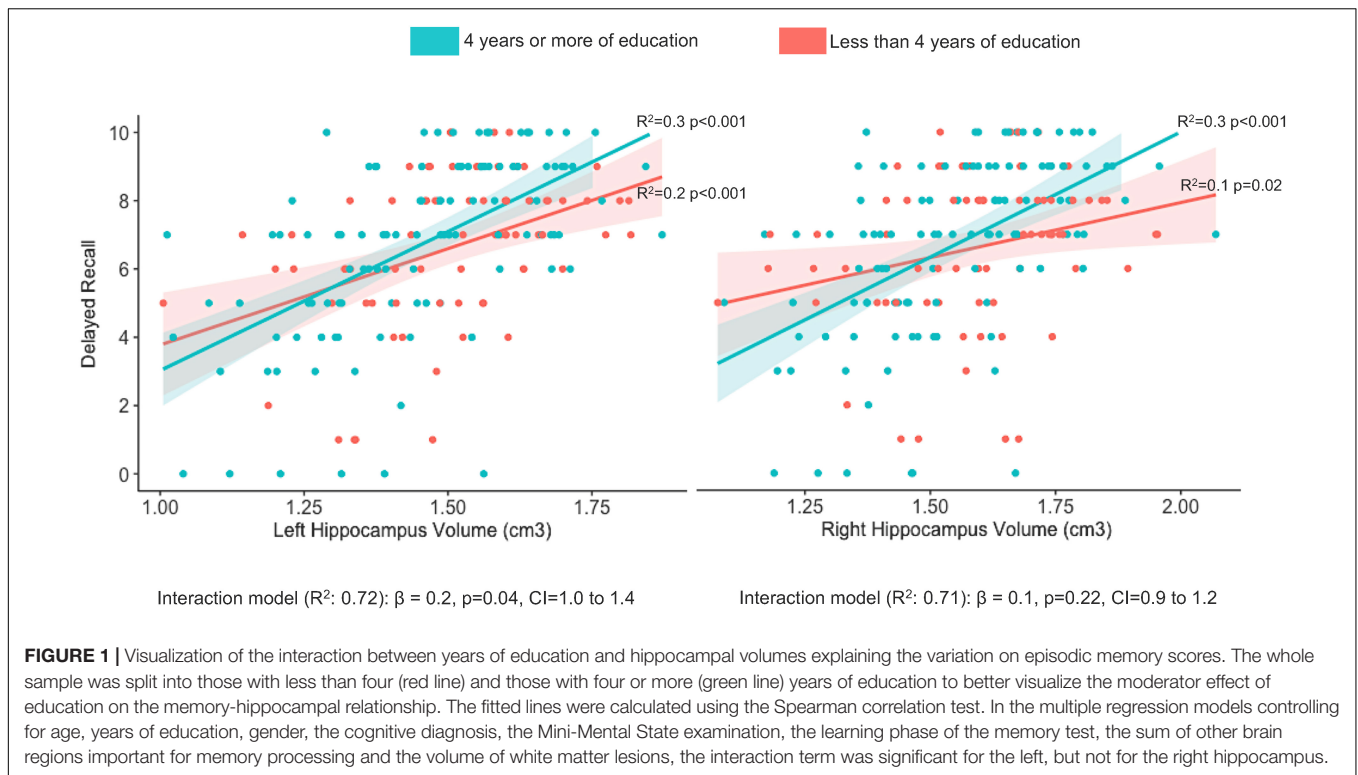 4 years or more of education
Less than 4 years of education
Delayed Recall
10
8
6
4
2
0
R²=0.3 p<0.001
R²=0.2 p<0.001
1.00
1.25
1.50
1.75
Left Hippocampus Volume (cm3)
R²=0.3 p<0.001
R²=0.1 p=0.02
1.25
1.50
1.75
2.00
Right Hippocampus Volume (cm3)
Interaction model (R²: 0.72): β = 0.2, p=0.04, CI=1.0 to 1.4
Interaction model (R²: 0.71): β = 0.1, p=0.22, CI=0.9 to 1.2
FIGURE 1 | Visualization of the interaction between years of education and hippocampal volumes explaining the variation on episodic memory scores. The whole
sample was split into those with less than four (red line) and those with four or more (green line) years of education to better visualize the moderator effect of
education on the memory-hippocampal relationship. The fitted lines were calculated using the Spearman correlation test. In the multiple regression models controlling
for age, years of education, gender, the cognitive diagnosis, the Mini-Mental State examination, the learning phase of the memory test, the sum of other brain
regions important for memory processing and the volume of white matter lesions, the interaction term was significant for the left, but not for the right hippocampus.